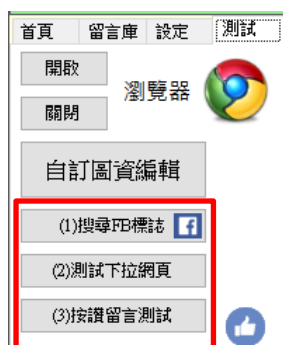 首頁 留言庫 設定 測試
開啟
瀏覽器
關閉
自訂圖資編輯
(1)搜尋FB標誌
(2)測試下拉網頁
(3)按讚留言測試